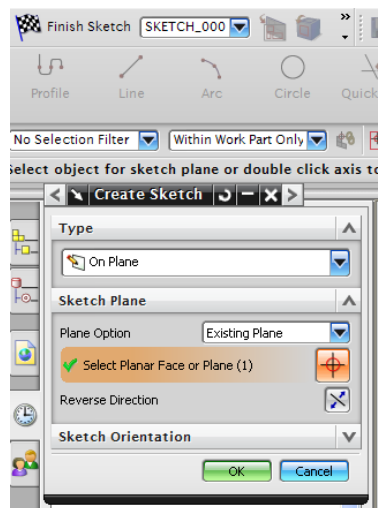 Finish Sketch SKETCH_000 »
Profile Line Arc Circle Quick
No Selection Filter Within Work Part Only
Select object for sketch plane or double click axis to
Create Sketch
Type
On Plane
Sketch Plane
Plane Option Existing Plane
Select Planar Face or Plane (1)
Reverse Direction
Sketch Orientation
OK Cancel